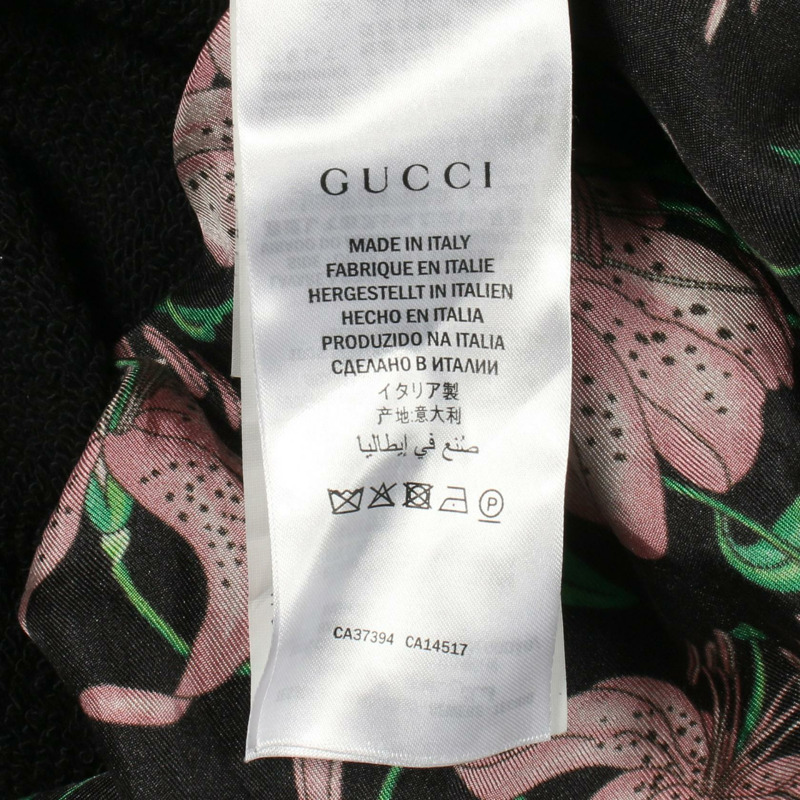 GUCCI
MADE IN ITALY
FABRIQUE EN ITALIE
HERGESTELLT IN ITALIEN
HECHO EN ITALIA
PRODUZIDO NA ITALIA
СДЕЛАНО В ИТАЛИИ
イタリア製
产地:意大利
صُنع في إيطاليا
P
CA37394 CA14517